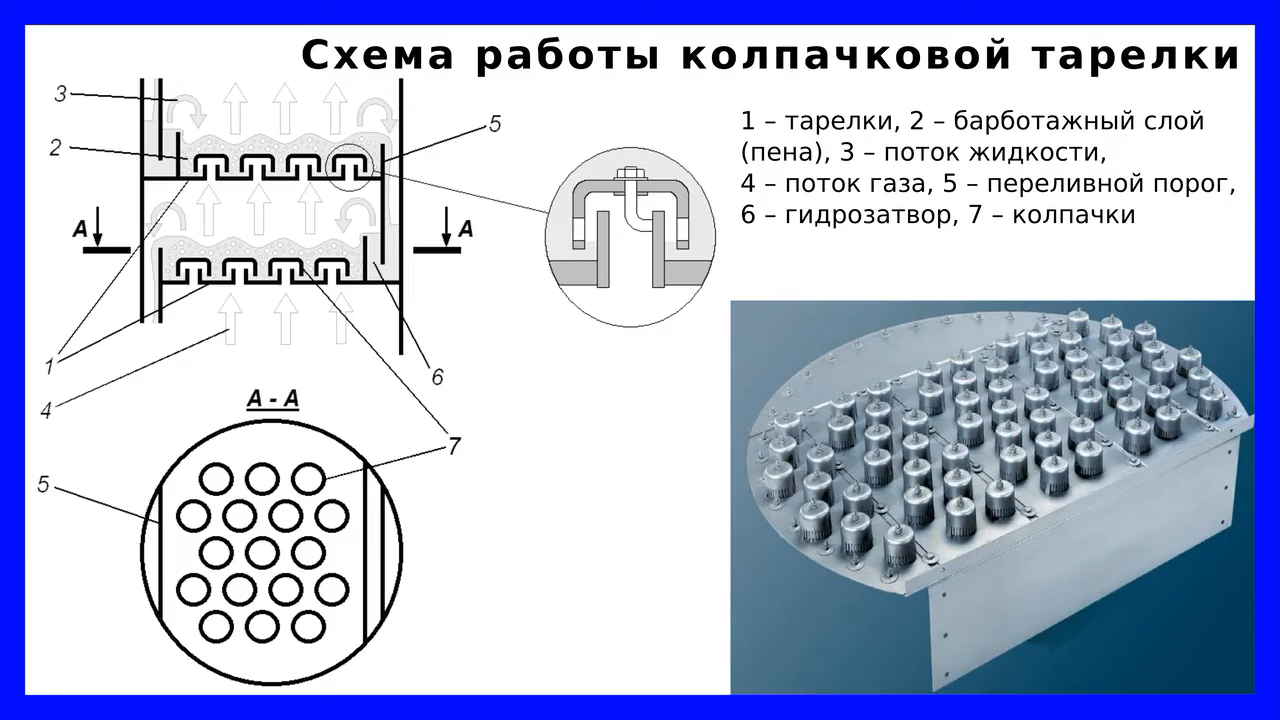 Схема работы колпачковой тарелки
1 – тарелки, 2 – барботажный слой
(пена), 3 – поток жидкости,
4 – поток газа, 5 – переливной порог,
6 – гидрозатвор, 7 – колпачки
3
2
5
A
A
1
4
6
A - A
7
5